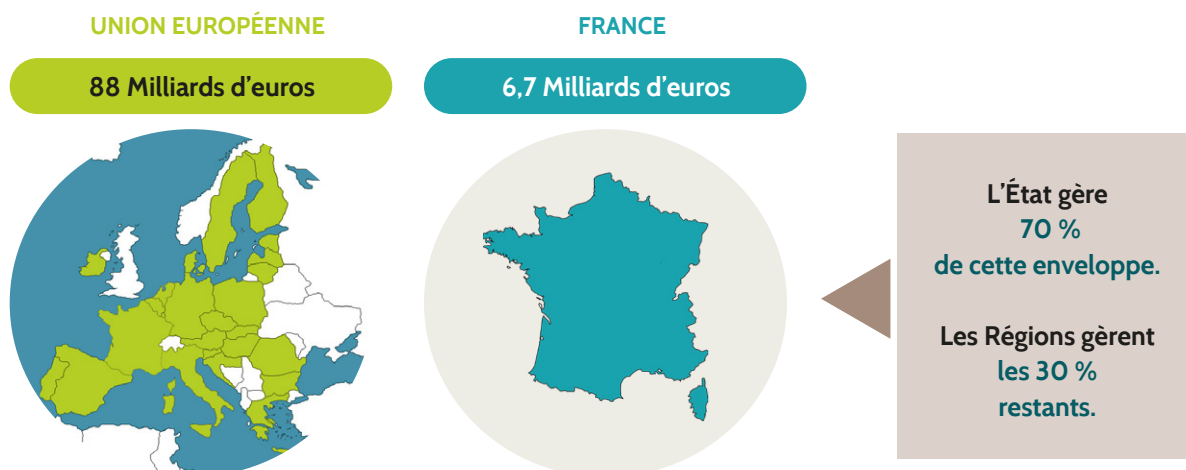 UNION EUROPÉENNE
88 Milliards d'euros
FRANCE
6,7 Milliards d'euros
L'État gère
70 %
de cette enveloppe.
Les Régions gèrent
les 30 %
restants.